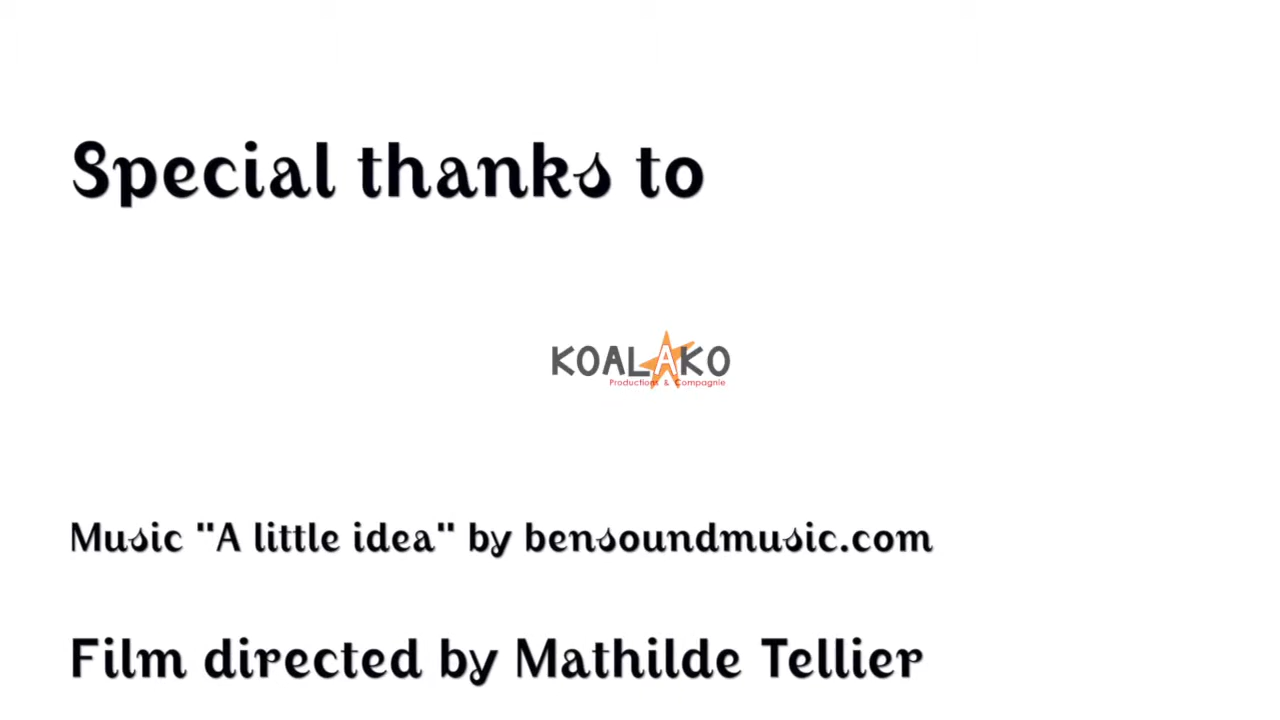 Special thanks to
KOALAKO
Productions & Compagnie
Music "A little idea" by bensoundmusic.com
Film directed by Mathilde Tellier